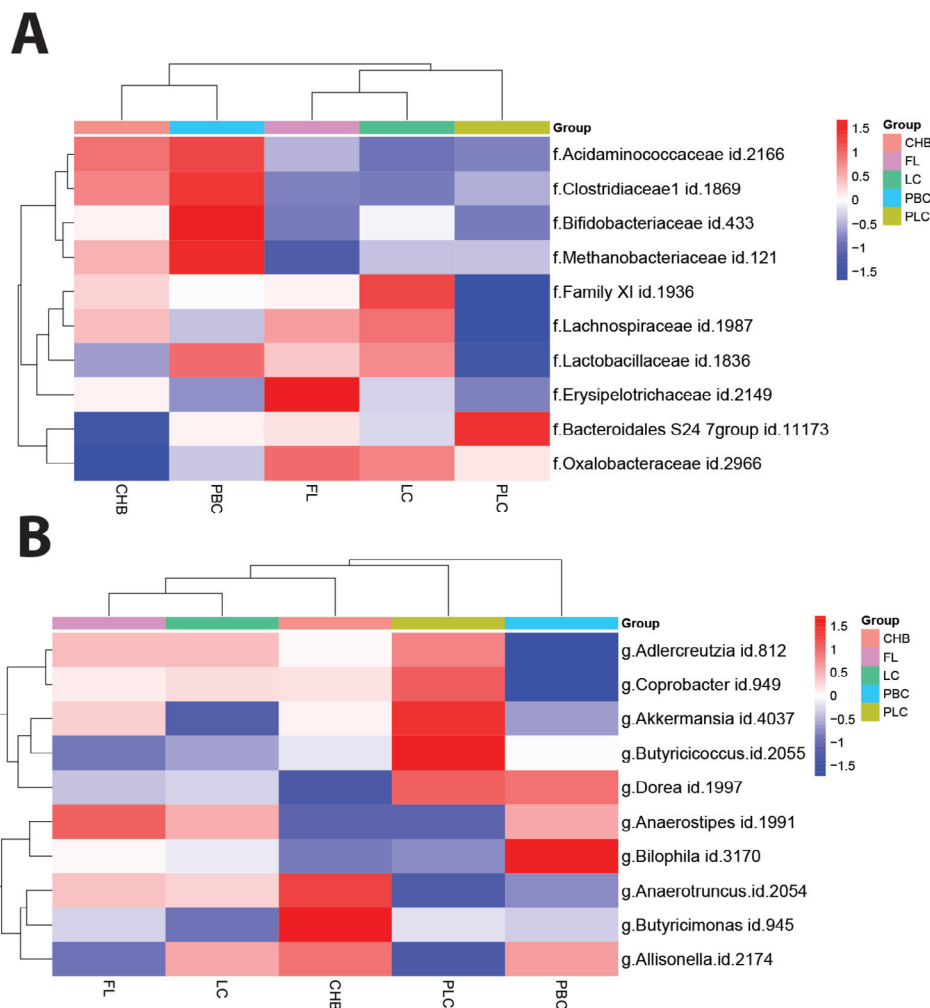 A
Group
f.Acidaminococcaceae id.2166
f.Clostridiaceae1 id.1869
f.Bifidobacteriaceae id.433
f.Methanobacteriaceae id.121
f.Family XI id.1936
f.Lachnospiraceae id.1987
f.Lactobacillaceae id.1836
f.Erysipelotrichaceae id.2149
f.Bacteroidales S24 7group id.11173
f.Oxalobacteraceae id.2966
CHB
PBC
FL
LC
PLC
1.5
1
0.5
0
−0.5
−1
−1.5
Group
CHB
FL
LC
PBC
PLC
B
Group
g.Adlercreutzia id.812
g.Coprobacter id.949
g.Akkermansia id.4037
g.Butyricicoccus.id.2055
g.Dorea id.1997
g.Anaerostipes id.1991
g.Bilophila id.3170
g.Anaerotruncus.id.2054
g.Butyricimonas id.945
g.Allisonella.id.2174
FL
LC
CHB
PLC
PBC
1.5
1
0.5
0
−0.5
−1
−1.5
Group
CHB
FL
LC
PBC
PLC